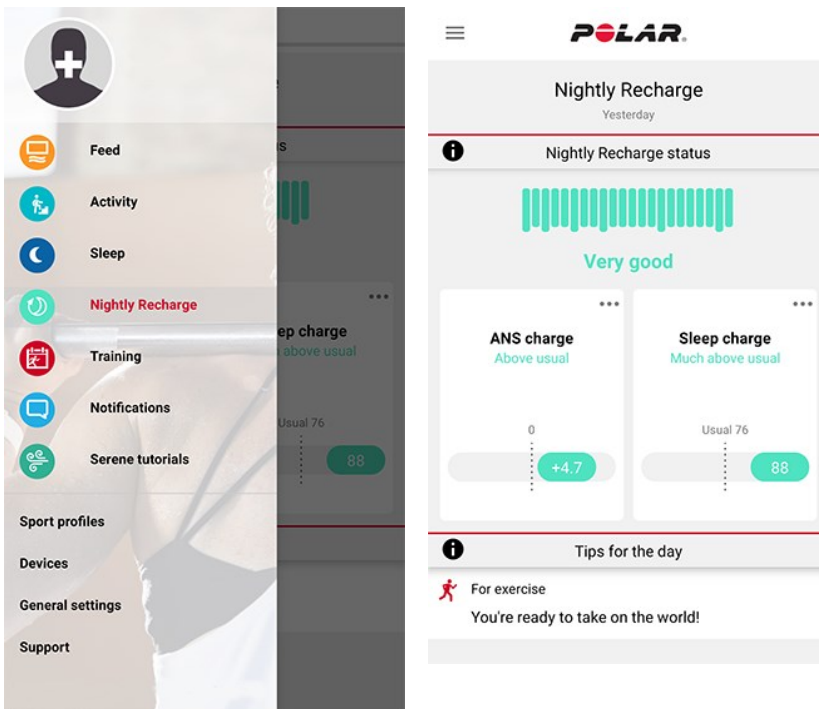 Feed
Activity
Sleep
Nightly Recharge
Training
Notifications
Serene tutorials
Sport profiles
Devices
General settings
Support
ep charge
above usual
Usual 76
88
POLAR.
Nightly Recharge
Yesterday
Nightly Recharge status
Very good
ANS charge
Above usual
0
+4.7
Sleep charge
Much above usual
Usual 76
88
Tips for the day
For exercise
You're ready to take on the world!